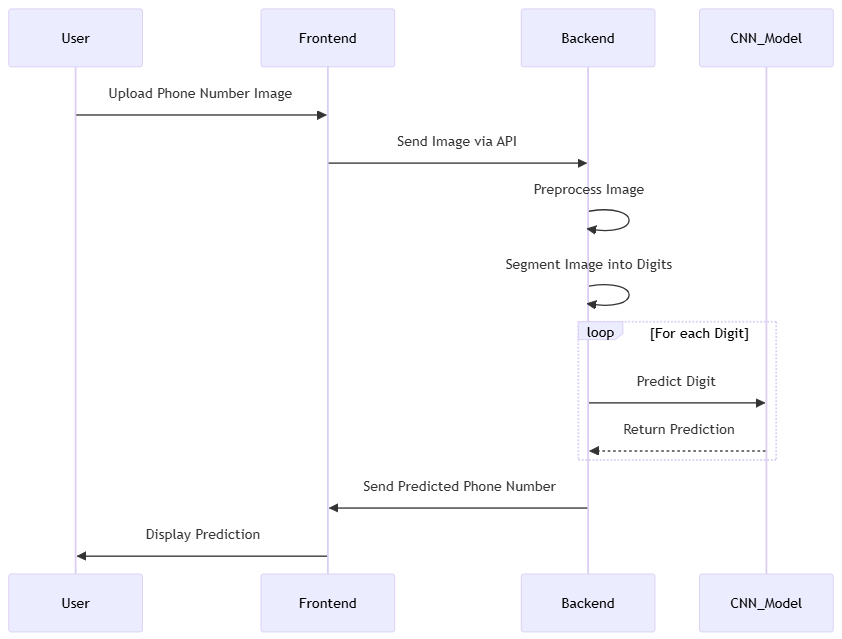 User
Frontend
Backend
CNN_Model
Upload Phone Number Image
Send Image via API
Preprocess Image
Segment Image into Digits
loop
[For each Digit]
Predict Digit
Return Prediction
Send Predicted Phone Number
Display Prediction
User
Frontend
Backend
CNN_Model